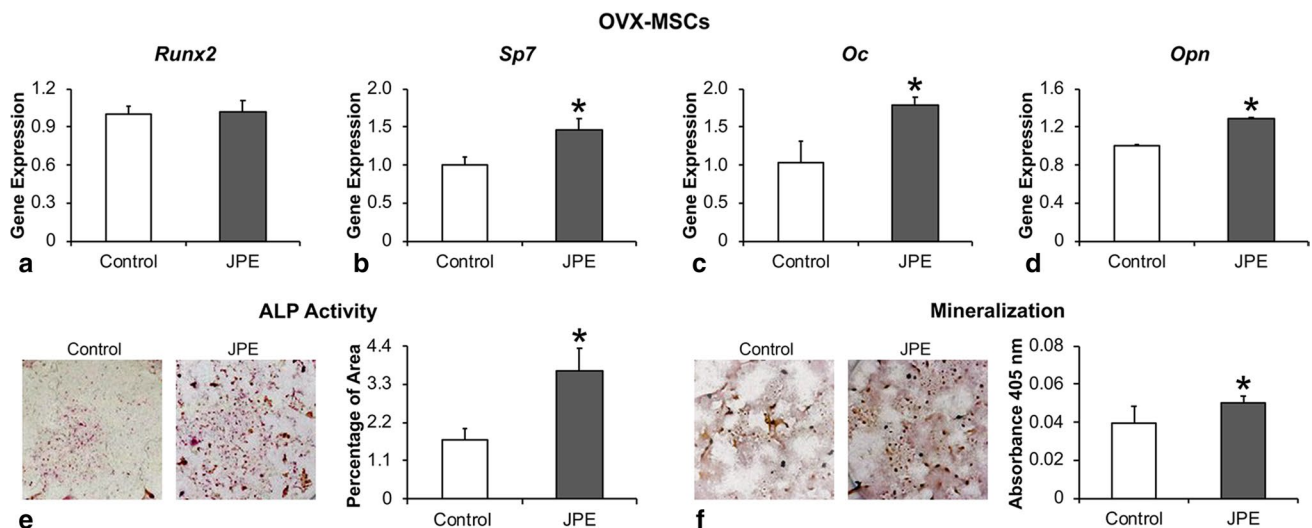 OVX-MSCs
Runx2
Gene Expression
1.2
0.9
0.6
0.3
0
Control JPE
a
Sp7
Gene Expression
2.0
1.5
1.0
0.5
0
*
Control JPE
b
Oc
Gene Expression
2.0
1.5
1.0
0.5
0
*
Control JPE
c
Opn
Gene Expression
1.6
1.2
0.8
0.4
0
*
Control JPE
d
ALP Activity
Control JPE
Percentage of Area
4.4
3.3
2.2
1.1
0
*
Control JPE
e
Mineralization
Control JPE
Absorbance 405 nm
0.08
0.06
0.04
0.02
0
*
Control JPE
f